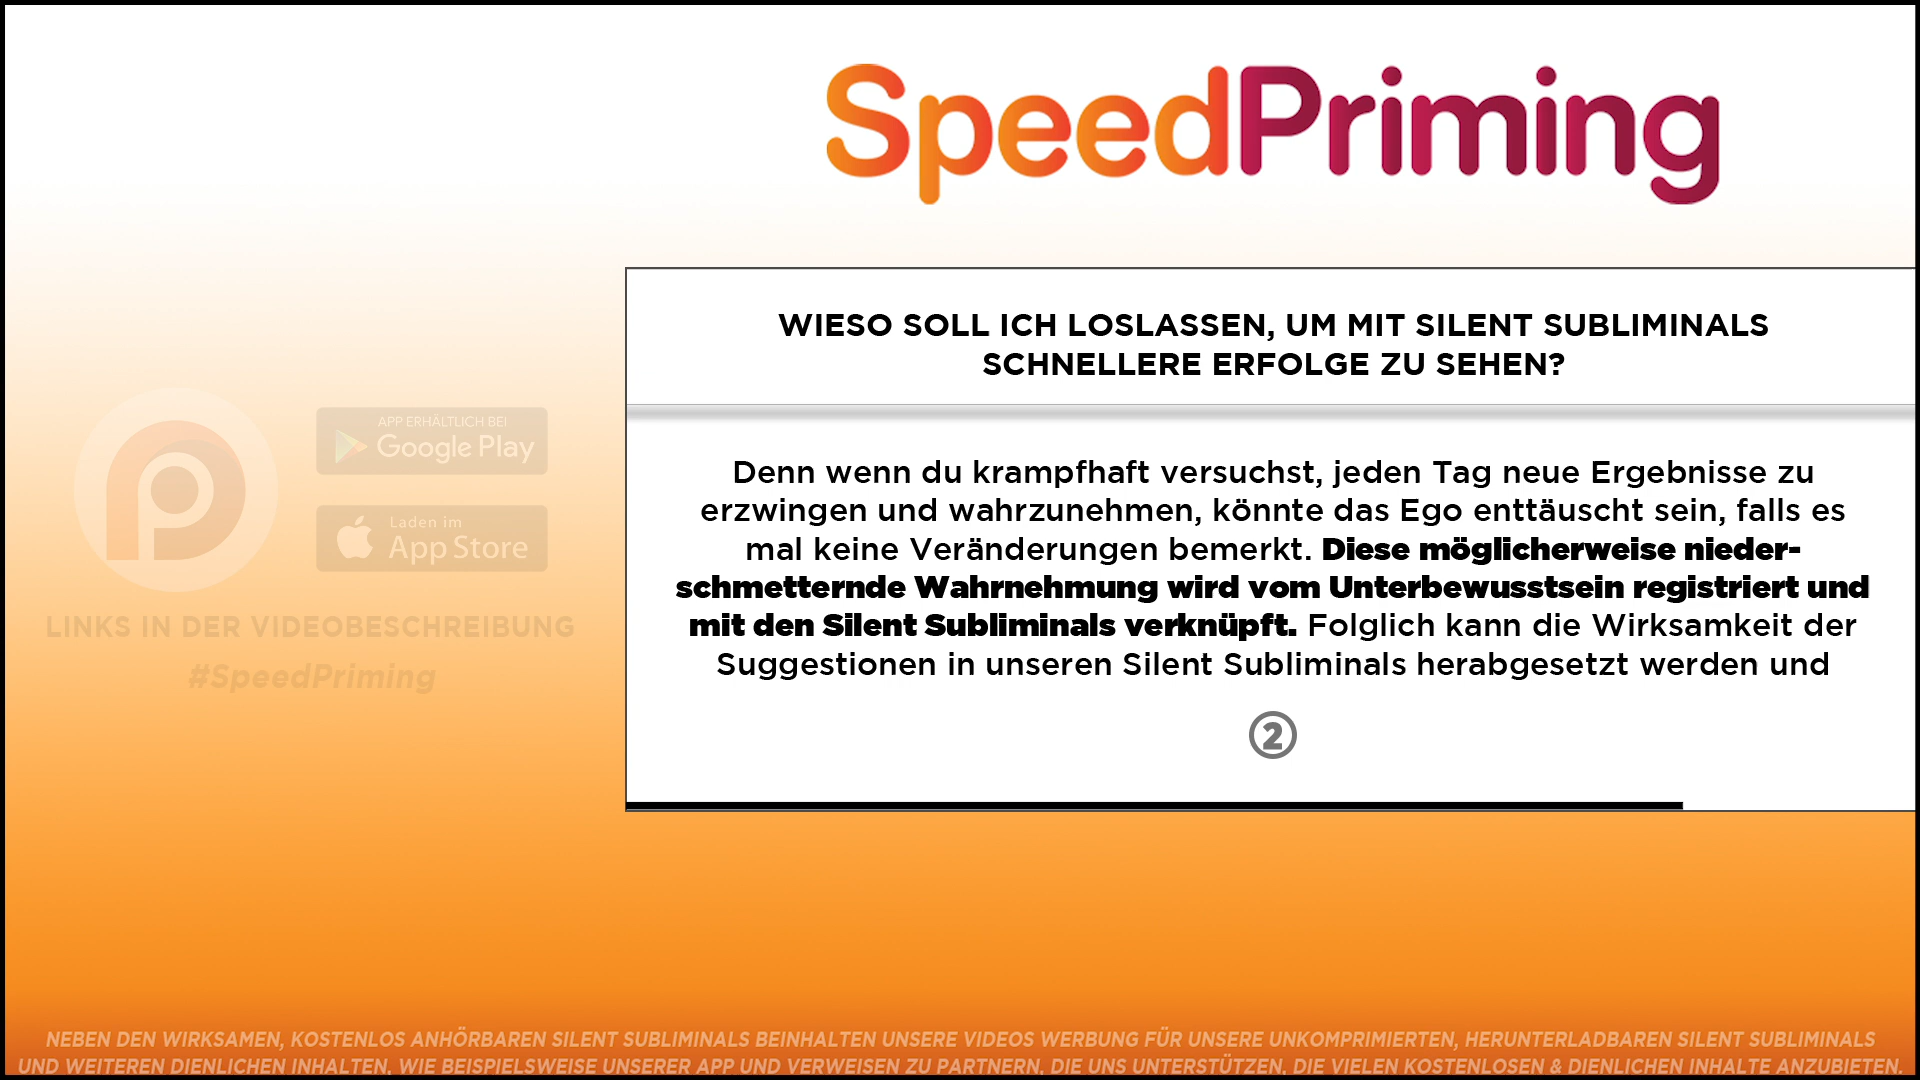 SpeedPriming
WIESO SOLL ICH LOSLASSEN, UM MIT SILENT SUBLIMINALS
SCHNELLERE ERFOLGE ZU SEHEN?
Denn wenn du krampfhaft versuchst, jeden Tag neue Ergebnisse zu
erzwingen und wahrzunehmen, könnte das Ego enttäuscht sein, falls es
mal keine Veränderungen bemerkt. Diese möglicherweise nieder-
schmetternde Wahrnehmung wird vom Unterbewusstsein registriert und
mit den Silent Subliminals verknüpft. Folglich kann die Wirksamkeit der
Suggestionen in unseren Silent Subliminals herabgesetzt werden und
2
APP ERHÄLTLICH BEI
Google Play
Laden im
App Store
LINKS IN DER VIDEOBESCHREIBUNG
#SpeedPriming
NEBEN DEN WIRKSAMEN, KOSTENLOS ANHÖRBAREN SILENT SUBLIMINALS BEINHALTEN UNSERE VIDEOS WERBUNG FÜR UNSERE UNKOMPRIMIERTEN, HERUNTERLADBAREN SILENT SUBLIMINALS
UND WEITEREN DIENLICHEN INHALTEN, WIE BEISPIELSWEISE UNSERER APP UND VERWEISEN ZU PARTNERN, DIE UNS UNTERSTÜTZEN, DIE VIELEN KOSTENLOSEN & DIENLICHEN INHALTE ANZUBIETEN.